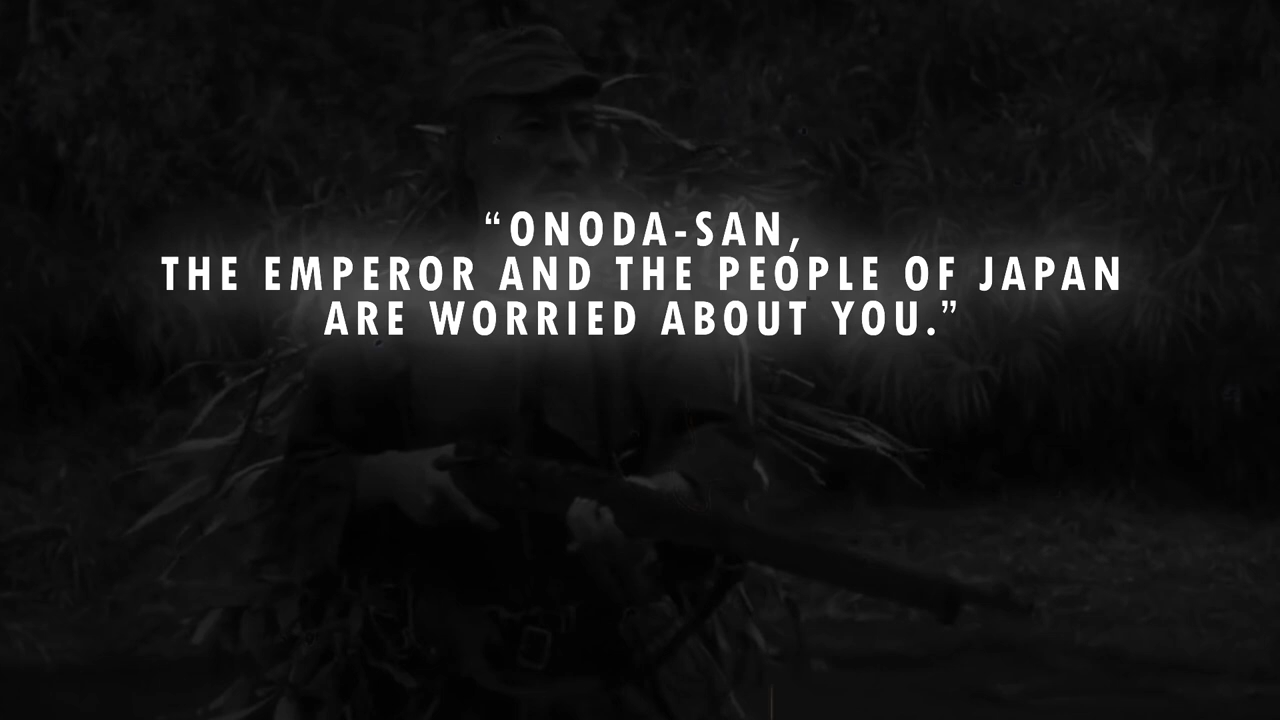 “ONODA-SAN,
THE EMPEROR AND THE PEOPLE OF JAPAN
ARE WORRIED ABOUT YOU.”